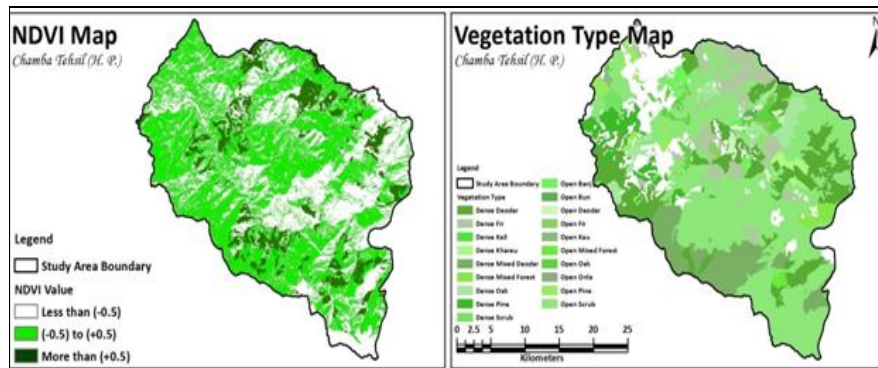 NDVI Map
Chamba Tehsil (H. P.)
Legend
Study Area Boundary
NDVI Value
Less than (-0.5)
(-0.5) to (+0.5)
More than (+0.5)
Vegetation Type Map
Chamba Tehsil (H. P.)
N
Legend
Study Area Boundary
Vegetation Type
Dense Deodar
Dense Fir
Dense Kail
Dense Kharsu
Dense Mixed Deodar
Dense Mixed Forest
Dense Oak
Dense Pine
Dense Scrub
Open Banj
Open Bun
Open Deodar
Open Fir
Open Kau
Open Mixed Forest
Open Oak
Open Pine
Open Scrub
0 2.5 5 10 15 20 25
Kilometers